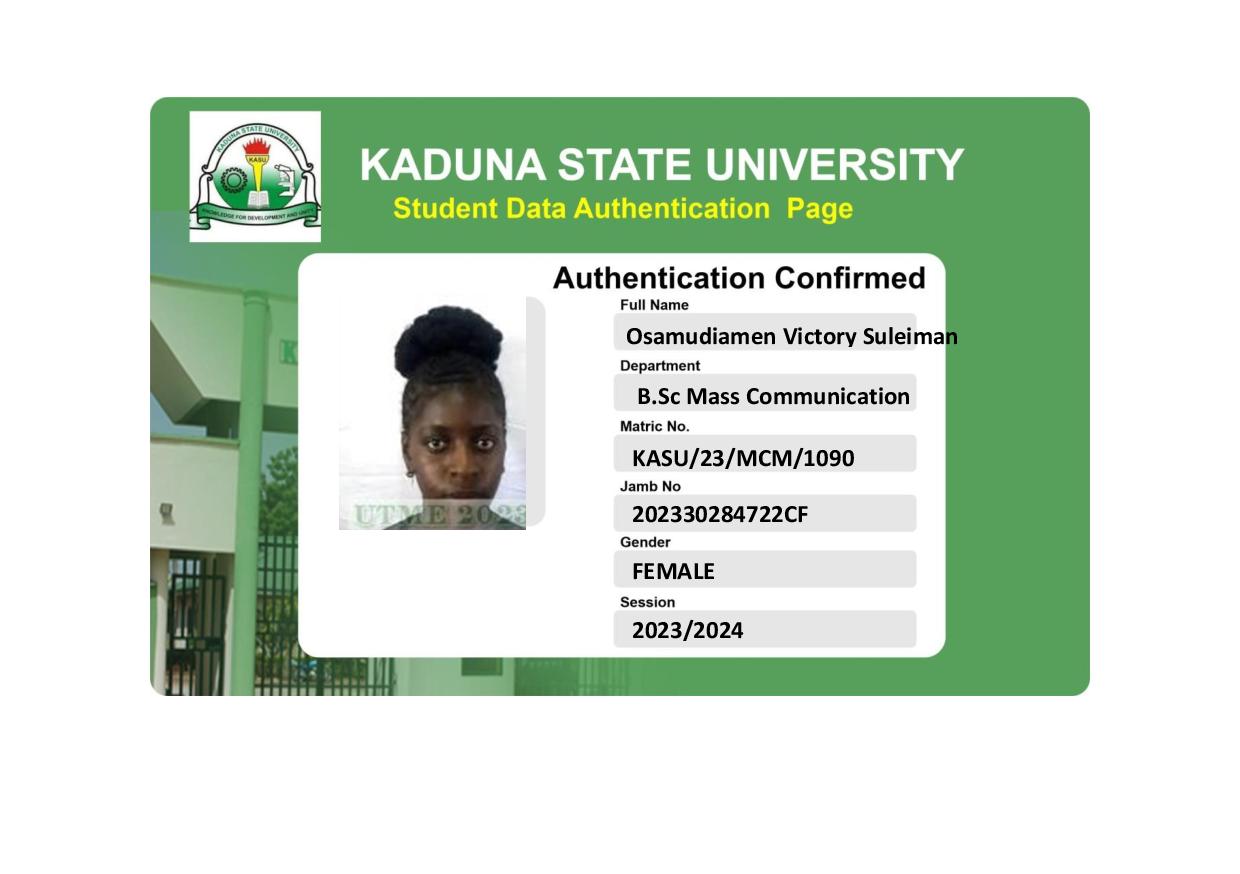 KADUNA STATE UNIVERSITY
KASU
KNOWLEDGE FOR DEVELOPMENT AND UNITY
KADUNA STATE UNIVERSITY
Student Data Authentication Page
Authentication Confirmed
Full Name
Osamudiamen Victory Suleiman
Department
B.Sc Mass Communication
Matric No.
KASU/23/MCM/1090
Jamb No
202330284722CF
Gender
FEMALE
Session
2023/2024
UTME 2023
K